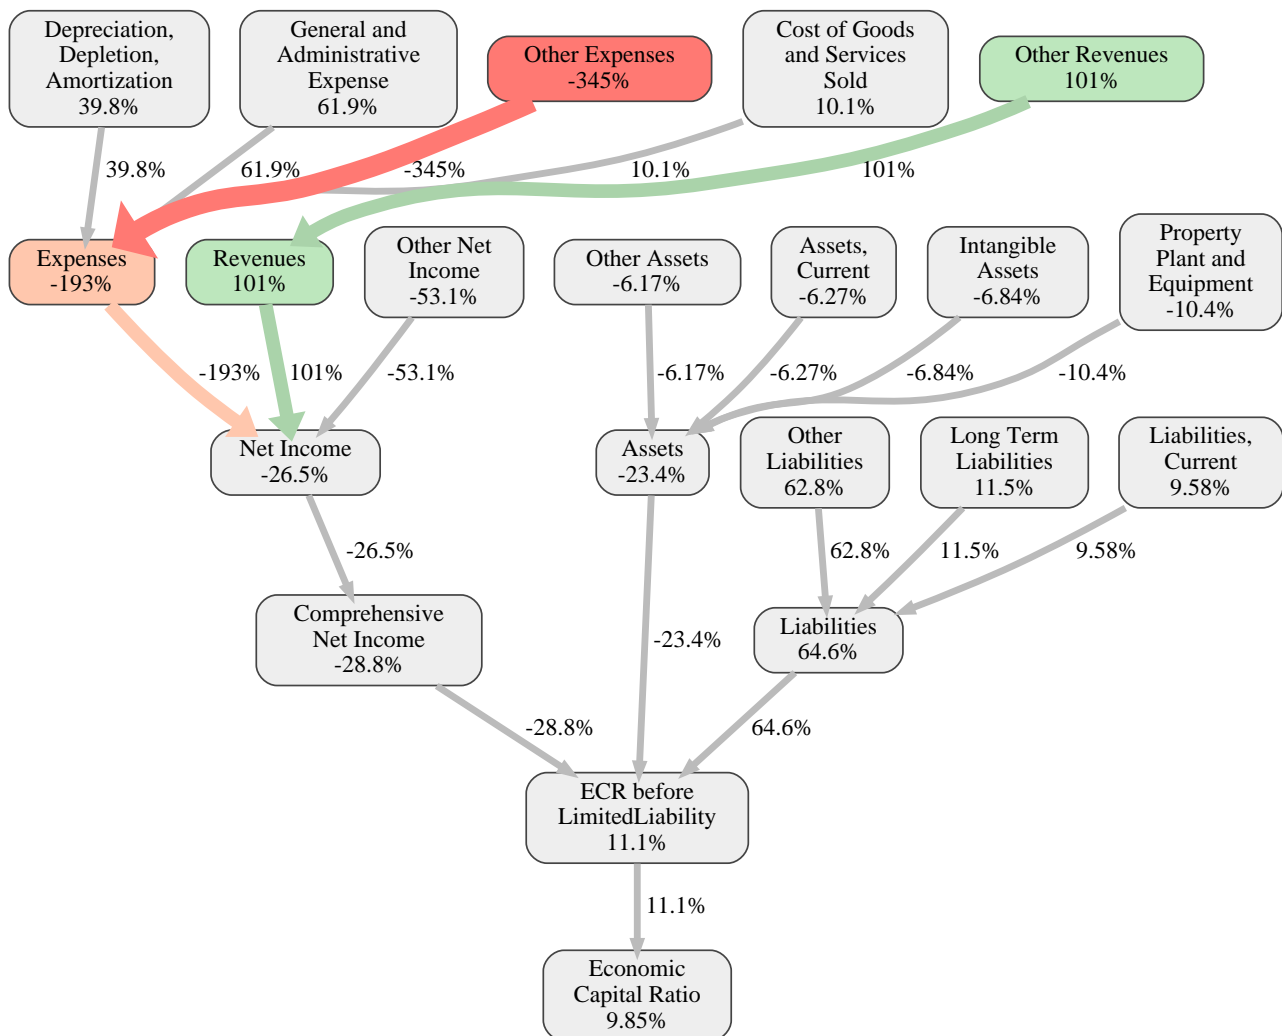 Depreciation,
Depletion,
Amortization
39.8%
General and
Administrative
Expense
61.9%
Other Expenses
-345%
Cost of Goods
and Services
Sold
10.1%
Other Revenues
101%
39.8%
61.9%
-345%
10.1%
101%
Expenses
-193%
Revenues
101%
Other Net
Income
-53.1%
Other Assets
-6.17%
Assets,
Current
-6.27%
Intangible
Assets
-6.84%
Property
Plant and
Equipment
-10.4%
-193%
101%
-53.1%
-6.17%
-6.27%
-6.84%
-10.4%
Net Income
-26.5%
Assets
-23.4%
Other
Liabilities
62.8%
Long Term
Liabilities
11.5%
Liabilities,
Current
9.58%
-26.5%
62.8%
11.5%
9.58%
Comprehensive
Net Income
-28.8%
-23.4%
Liabilities
64.6%
-28.8%
64.6%
ECR before
LimitedLiability
11.1%
11.1%
Economic
Capital Ratio
9.85%